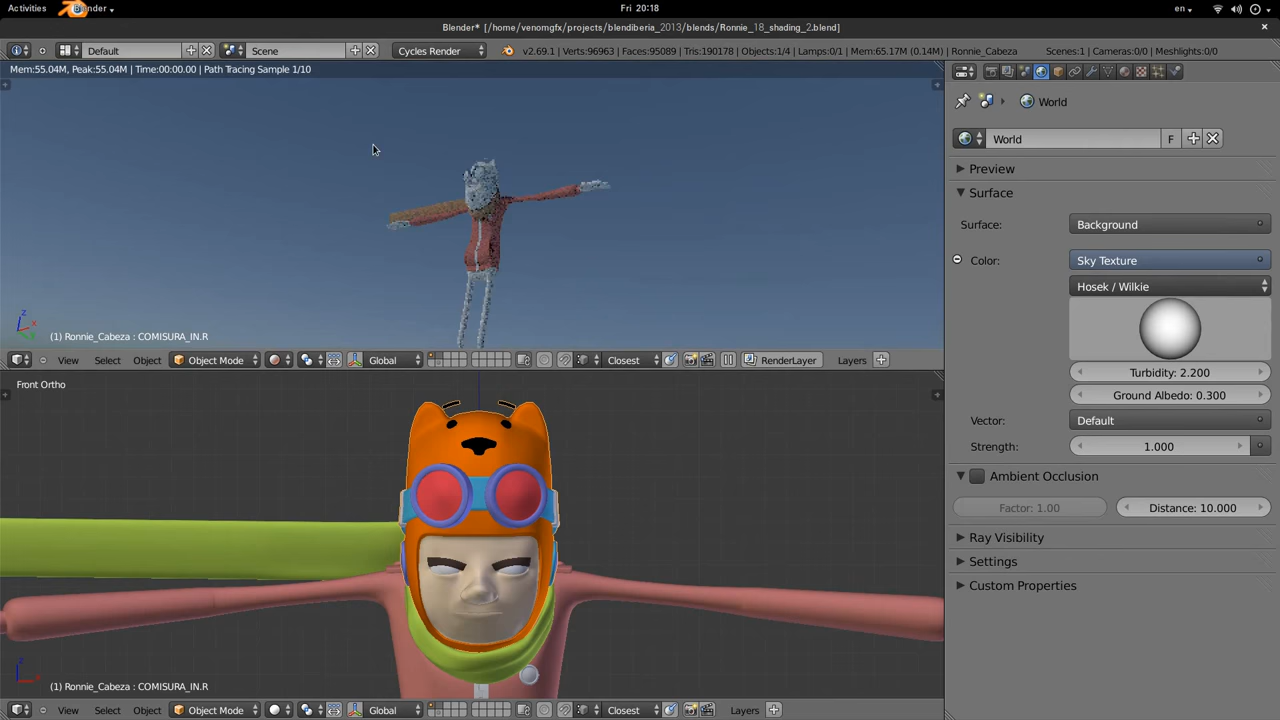 Activities Blender Fri 20:18 en
Blender* [/home/venomgfx/projects/blendiberia_2013/blends/Ronnie_18_shading_2.blend]
Default Scene Cycles Render v2.69.1 | Verts:96963 | Faces:95089 | Tris:190178 | Objects:1/4 | Lamps:0/1 | Mem:65.17M (0.14M) | Ronnie_Cabeza Scenes:1 | Cameras:0/0 | Meshlights:0/0
Mem:55.04M, Peak:55.04M | Time:00:00.00 | Path Tracing Sample 1/10
World
World F
Preview
Surface
Surface: Background
Color: Sky Texture
Hosek / Wilkie
Turbidity: 2.200
Ground Albedo: 0.300
Vector: Default
Strength: 1.000
Ambient Occlusion
Factor: 1.00 Distance: 10.000
Ray Visibility
Settings
Custom Properties
z x
(1) Ronnie_Cabeza : COMISURA_IN.R
View Select Object Object Mode Global Closest RenderLayer Layers
Front Ortho
z x
(1) Ronnie_Cabeza : COMISURA_IN.R
View Select Object Object Mode Global Closest Layers